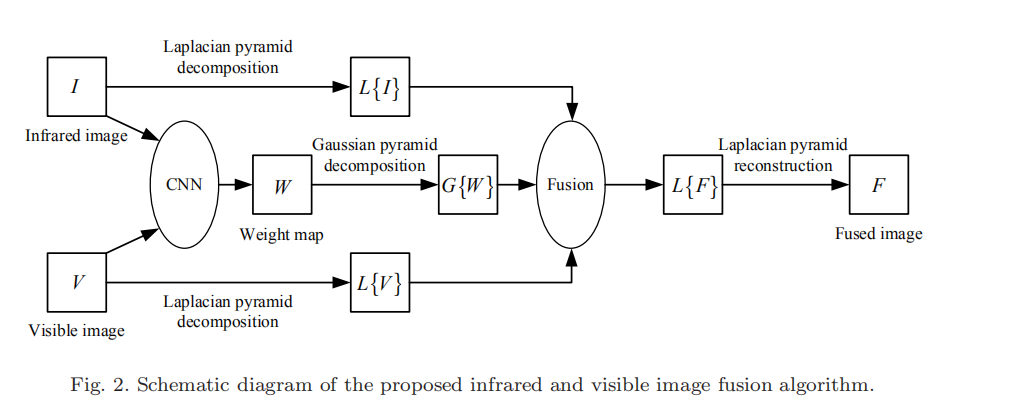 Laplacian pyramid
decomposition
I
L{I}
Infrared image
Gaussian pyramid
decomposition
Laplacian pyramid
reconstruction
CNN
W
G{W}
Fusion
L{F}
F
Weight map
Fused image
V
L{V}
Laplacian pyramid
decomposition
Visible image
Fig. 2. Schematic diagram of the proposed infrared and visible image fusion algorithm.